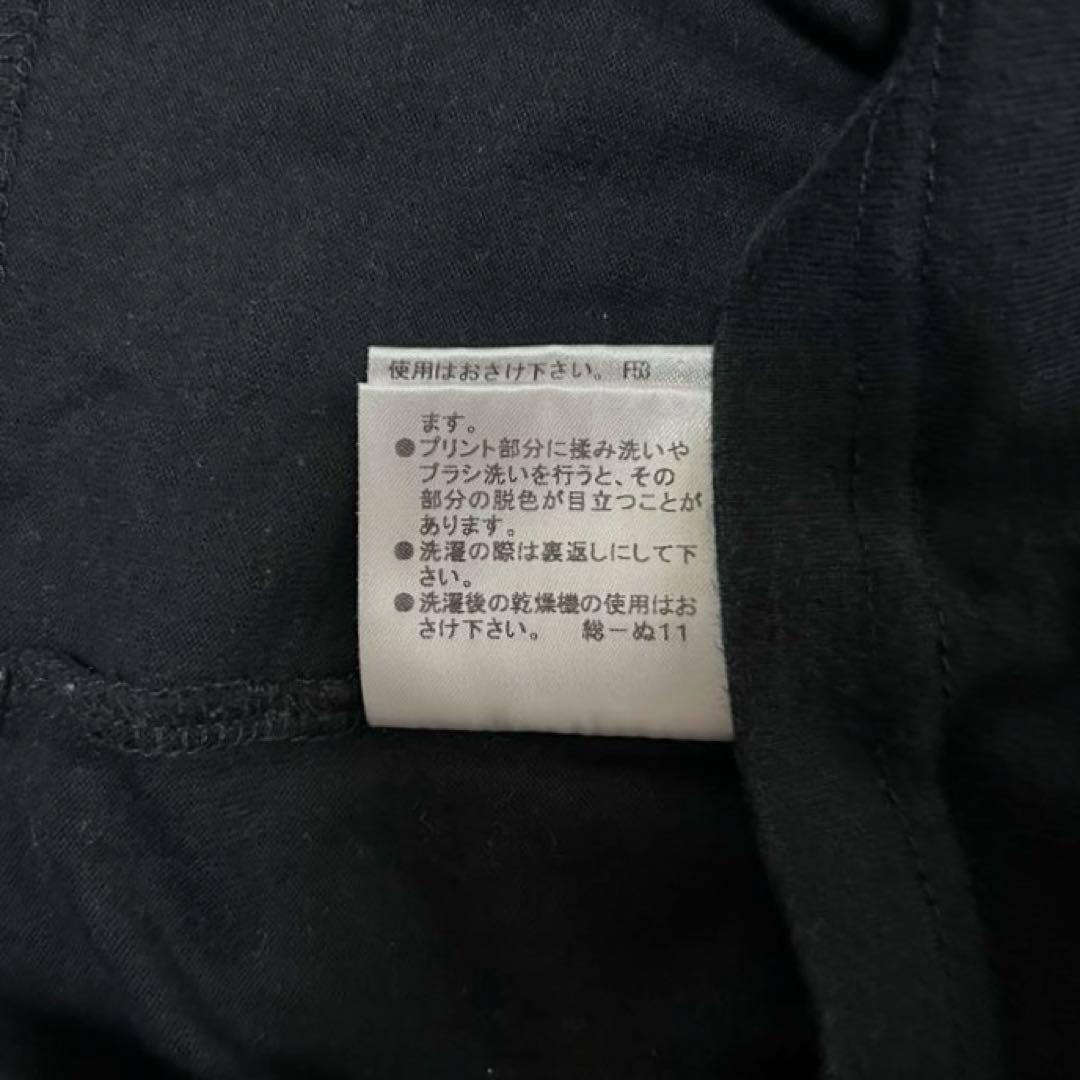 使用はおさけ下さい。 F53
ます。
●プリント部分に揉み洗いや
ブラシ洗いを行うと、その
部分の脱色が目立つことが
あります。
●洗濯の際は裏返しにして下
さい。
●洗濯後の乾燥機の使用はお
さけ下さい。 総ーぬ11